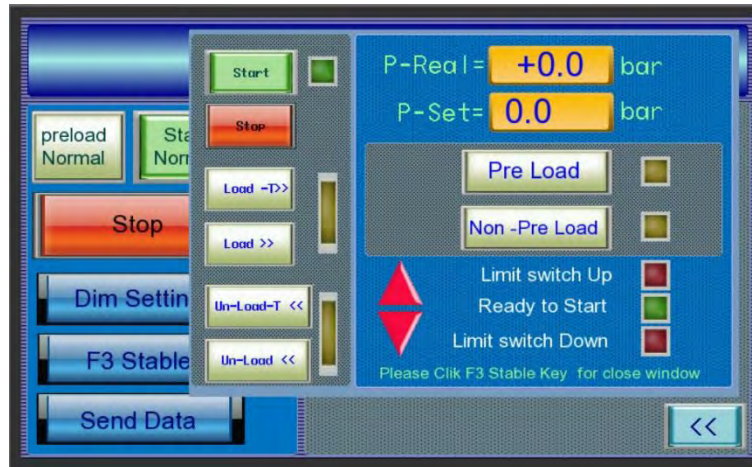 preload
Normal
Stop
Dim Settin
F3 Stable
Send Data
Start
Stop
Load -T>>
Load >>
Un-Load-T <<
Un-Load <<
P-Real= +0.0 bar
P-Set= 0.0 bar
Pre Load
Non -Pre Load
Limit switch Up
Ready to Start
Limit switch Down
Please Clik F3 Stable Key for close window
<<